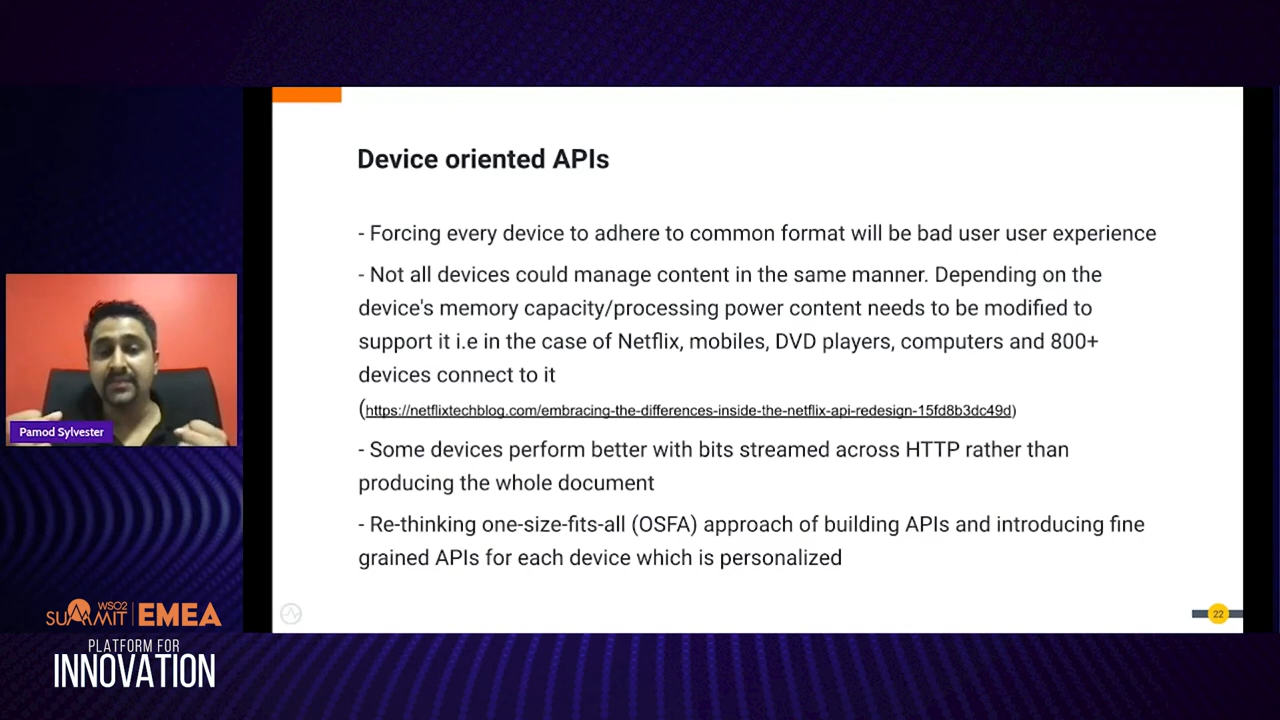 Device oriented APIs
- Forcing every device to adhere to common format will be bad user user experience
- Not all devices could manage content in the same manner. Depending on the
device's memory capacity/processing power content needs to be modified to
support it i.e in the case of Netflix, mobiles, DVD players, computers and 800+
devices connect to it
(https://netflixtechblog.com/embracing-the-differences-inside-the-netflix-api-redesign-15fd8b3dc49d)
- Some devices perform better with bits streamed across HTTP rather than
producing the whole document
- Re-thinking one-size-fits-all (OSFA) approach of building APIs and introducing fine
grained APIs for each device which is personalized
22
Pamod Sylvester
WSO2
SUMMIT | EMEA
PLATFORM FOR
INNOVATION